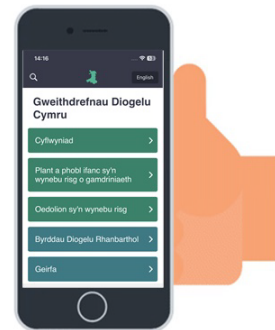 14:16
English
Gweithdrefnau Diogelu
Cymru
Cyflwyniad
Plant a phobl ifanc sy'n
wynebu risg o gamdriniaeth
Oedolion sy'n wynebu risg
Byrddau Diogelu Rhanbarthol
Geirfa